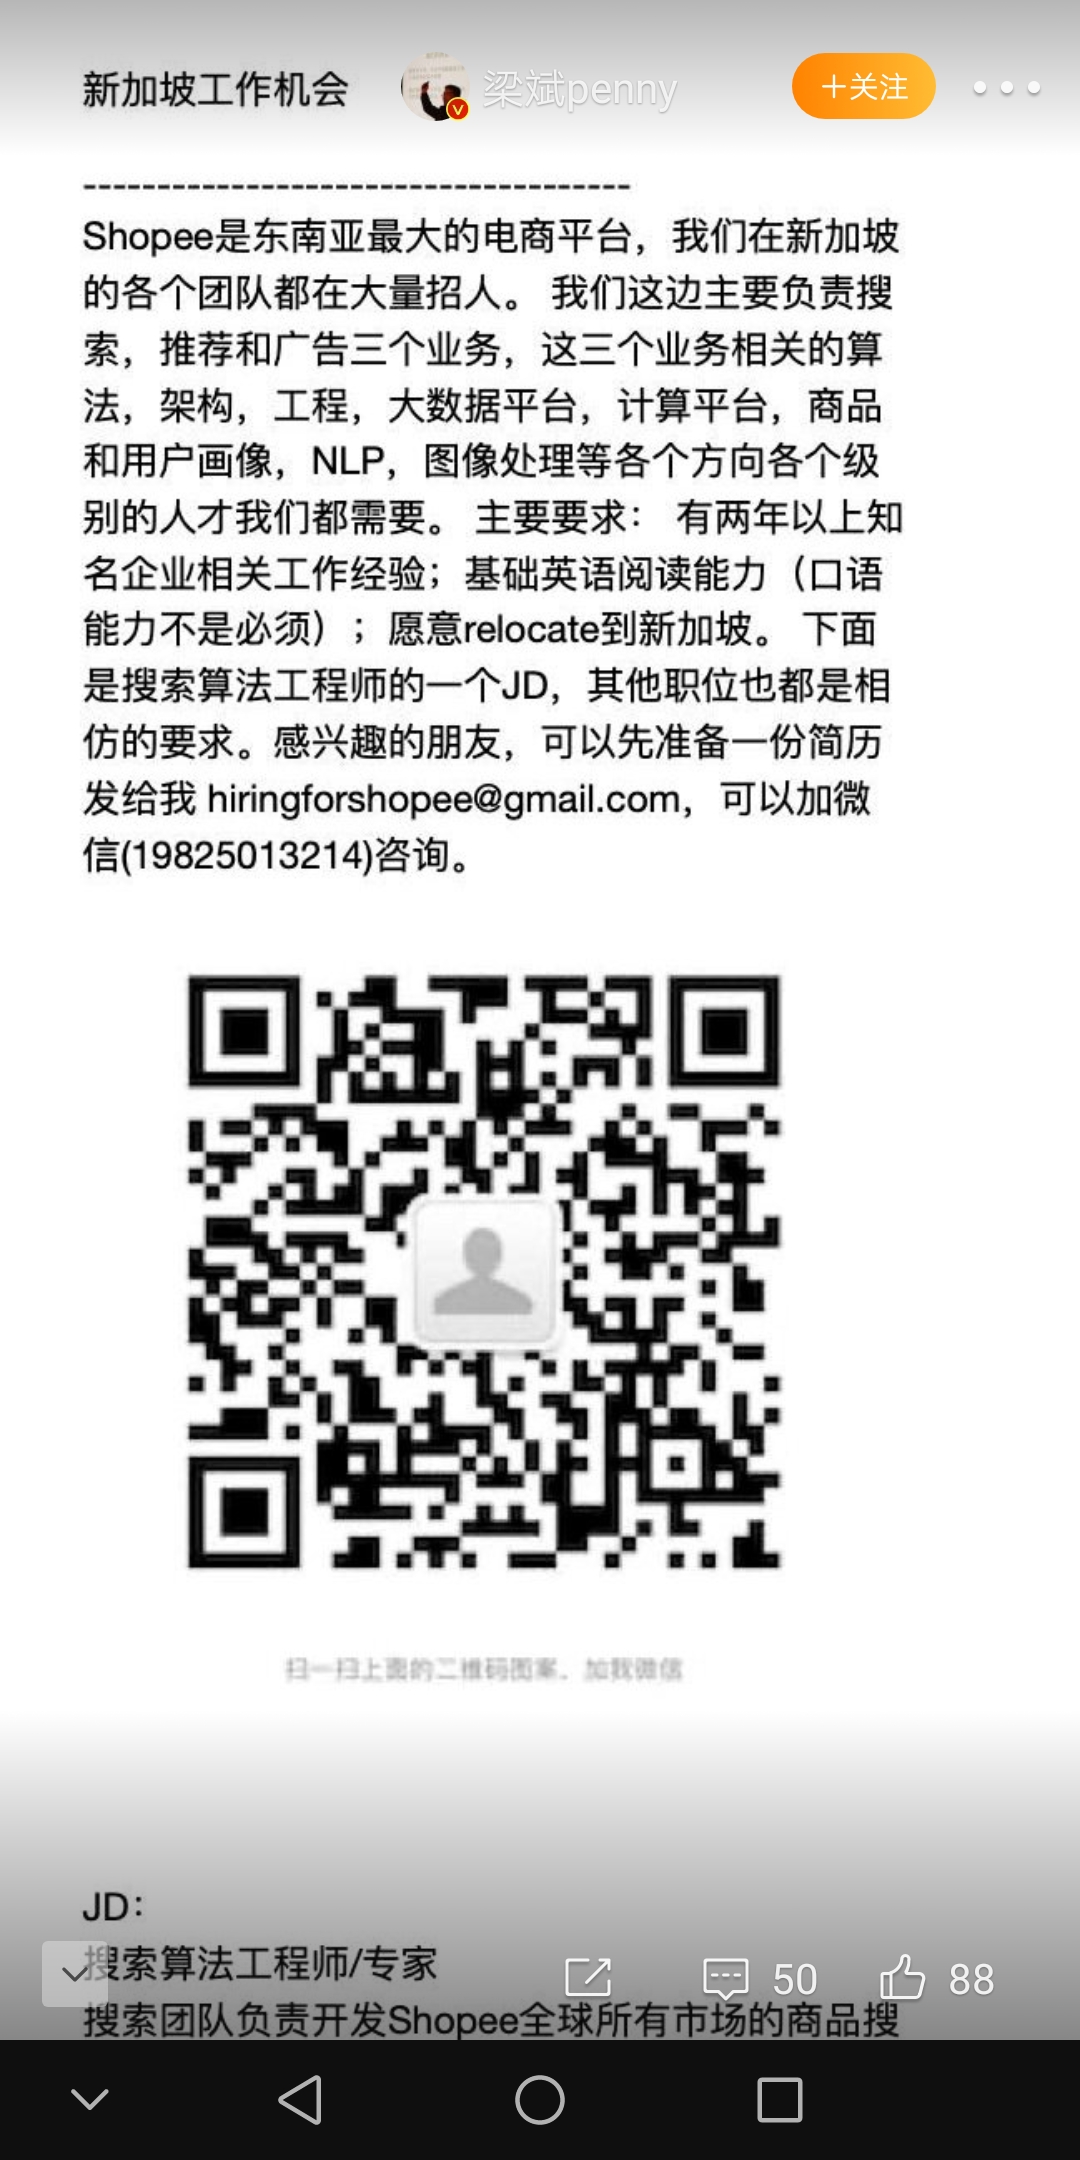 新加坡工作机会
梁斌penny
+关注
-------------------------------------
Shopee是东南亚最大的电商平台，我们在新加坡
的各个团队都在大量招人。 我们这边主要负责搜
索，推荐和广告三个业务，这三个业务相关的算
法，架构，工程，大数据平台，计算平台，商品
和用户画像，NLP，图像处理等各个方向各个级
别的人才我们都需要。 主要要求： 有两年以上知
名企业相关工作经验；基础英语阅读能力（口语
能力不是必须）；愿意relocate到新加坡。 下面
是搜索算法工程师的一个JD，其他职位也都是相
仿的要求。感兴趣的朋友，可以先准备一份简历
发给我 hiringforshopee@gmail.com，可以加微
信(19825013214)咨询。
扫一扫上面的二维码图案，加我微信
JD：
搜索算法工程师/专家
50
88
搜索团队负责开发Shopee全球所有市场的商品搜